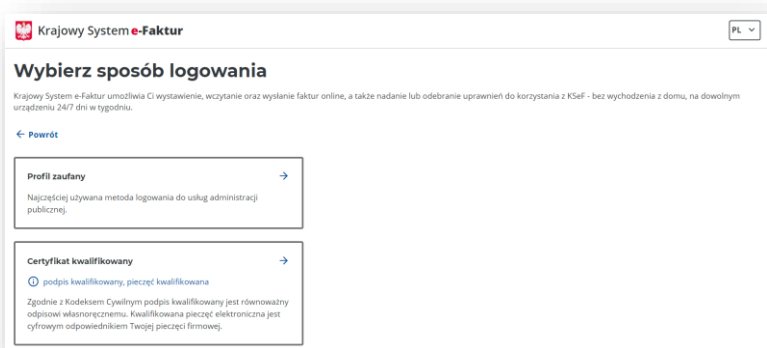 Krajowy System e-Faktur
PL
Wybierz sposób logowania
Krajowy System e-Faktur umożliwia Ci wystawienie, wczytanie oraz wysłanie faktur online, a także nadanie lub odebranie uprawnień do korzystania z KSeF - bez wychodzenia z domu, na dowolnym
urządzeniu 24/7 dni w tygodniu.
← Powrót
Profil zaufany →
Najczęściej używana metoda logowania do usług administracji
publicznej.
Certyfikat kwalifikowany →
podpis kwalifikowany, pieczęć kwalifikowana
Zgodnie z Kodeksem Cywilnym podpis kwalifikowany jest równoważny
odpisowi własnoręcznemu. Kwalifikowana pieczęć elektroniczna jest
cyfrowym odpowiednikiem Twojej pieczęci firmowej.